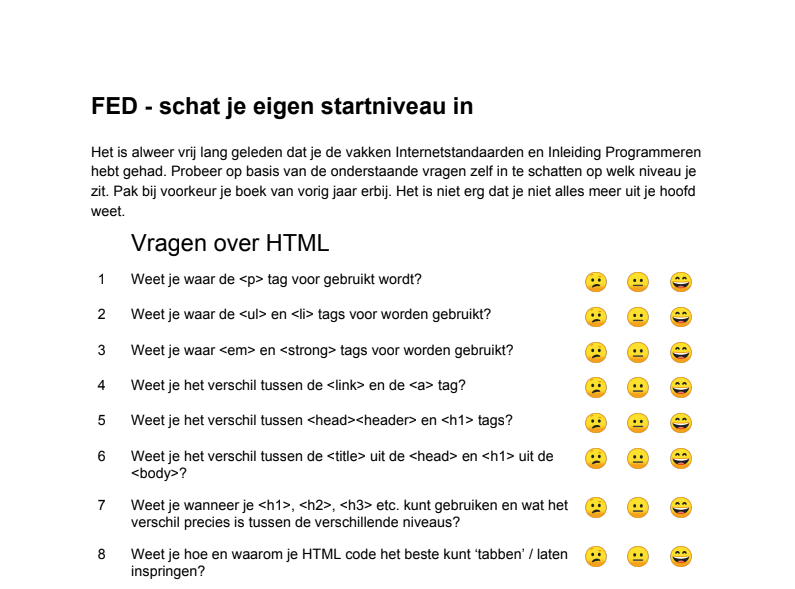 FED - schat je eigen startniveau in
Het is alweer vrij lang geleden dat je de vakken Internetstandaarden en Inleiding Programmeren
hebt gehad. Probeer op basis van de onderstaande vragen zelf in te schatten op welk niveau je
zit. Pak bij voorkeur je boek van vorig jaar erbij. Het is niet erg dat je niet alles meer uit je hoofd
weet.
Vragen over HTML
1 Weet je waar de <p> tag voor gebruikt wordt?
2 Weet je waar de <ul> en <li> tags voor worden gebruikt?
3 Weet je waar <em> en <strong> tags voor worden gebruikt?
4 Weet je het verschil tussen de <link> en de <a> tag?
5 Weet je het verschil tussen <head><header> en <h1> tags?
6 Weet je het verschil tussen de <title> uit de <head> en <h1> uit de
<body>?
7 Weet je wanneer je <h1>, <h2>, <h3> etc. kunt gebruiken en wat het
verschil precies is tussen de verschillende niveaus?
8 Weet je hoe en waarom je HTML code het beste kunt ‘tabben’ / laten
inspringen?